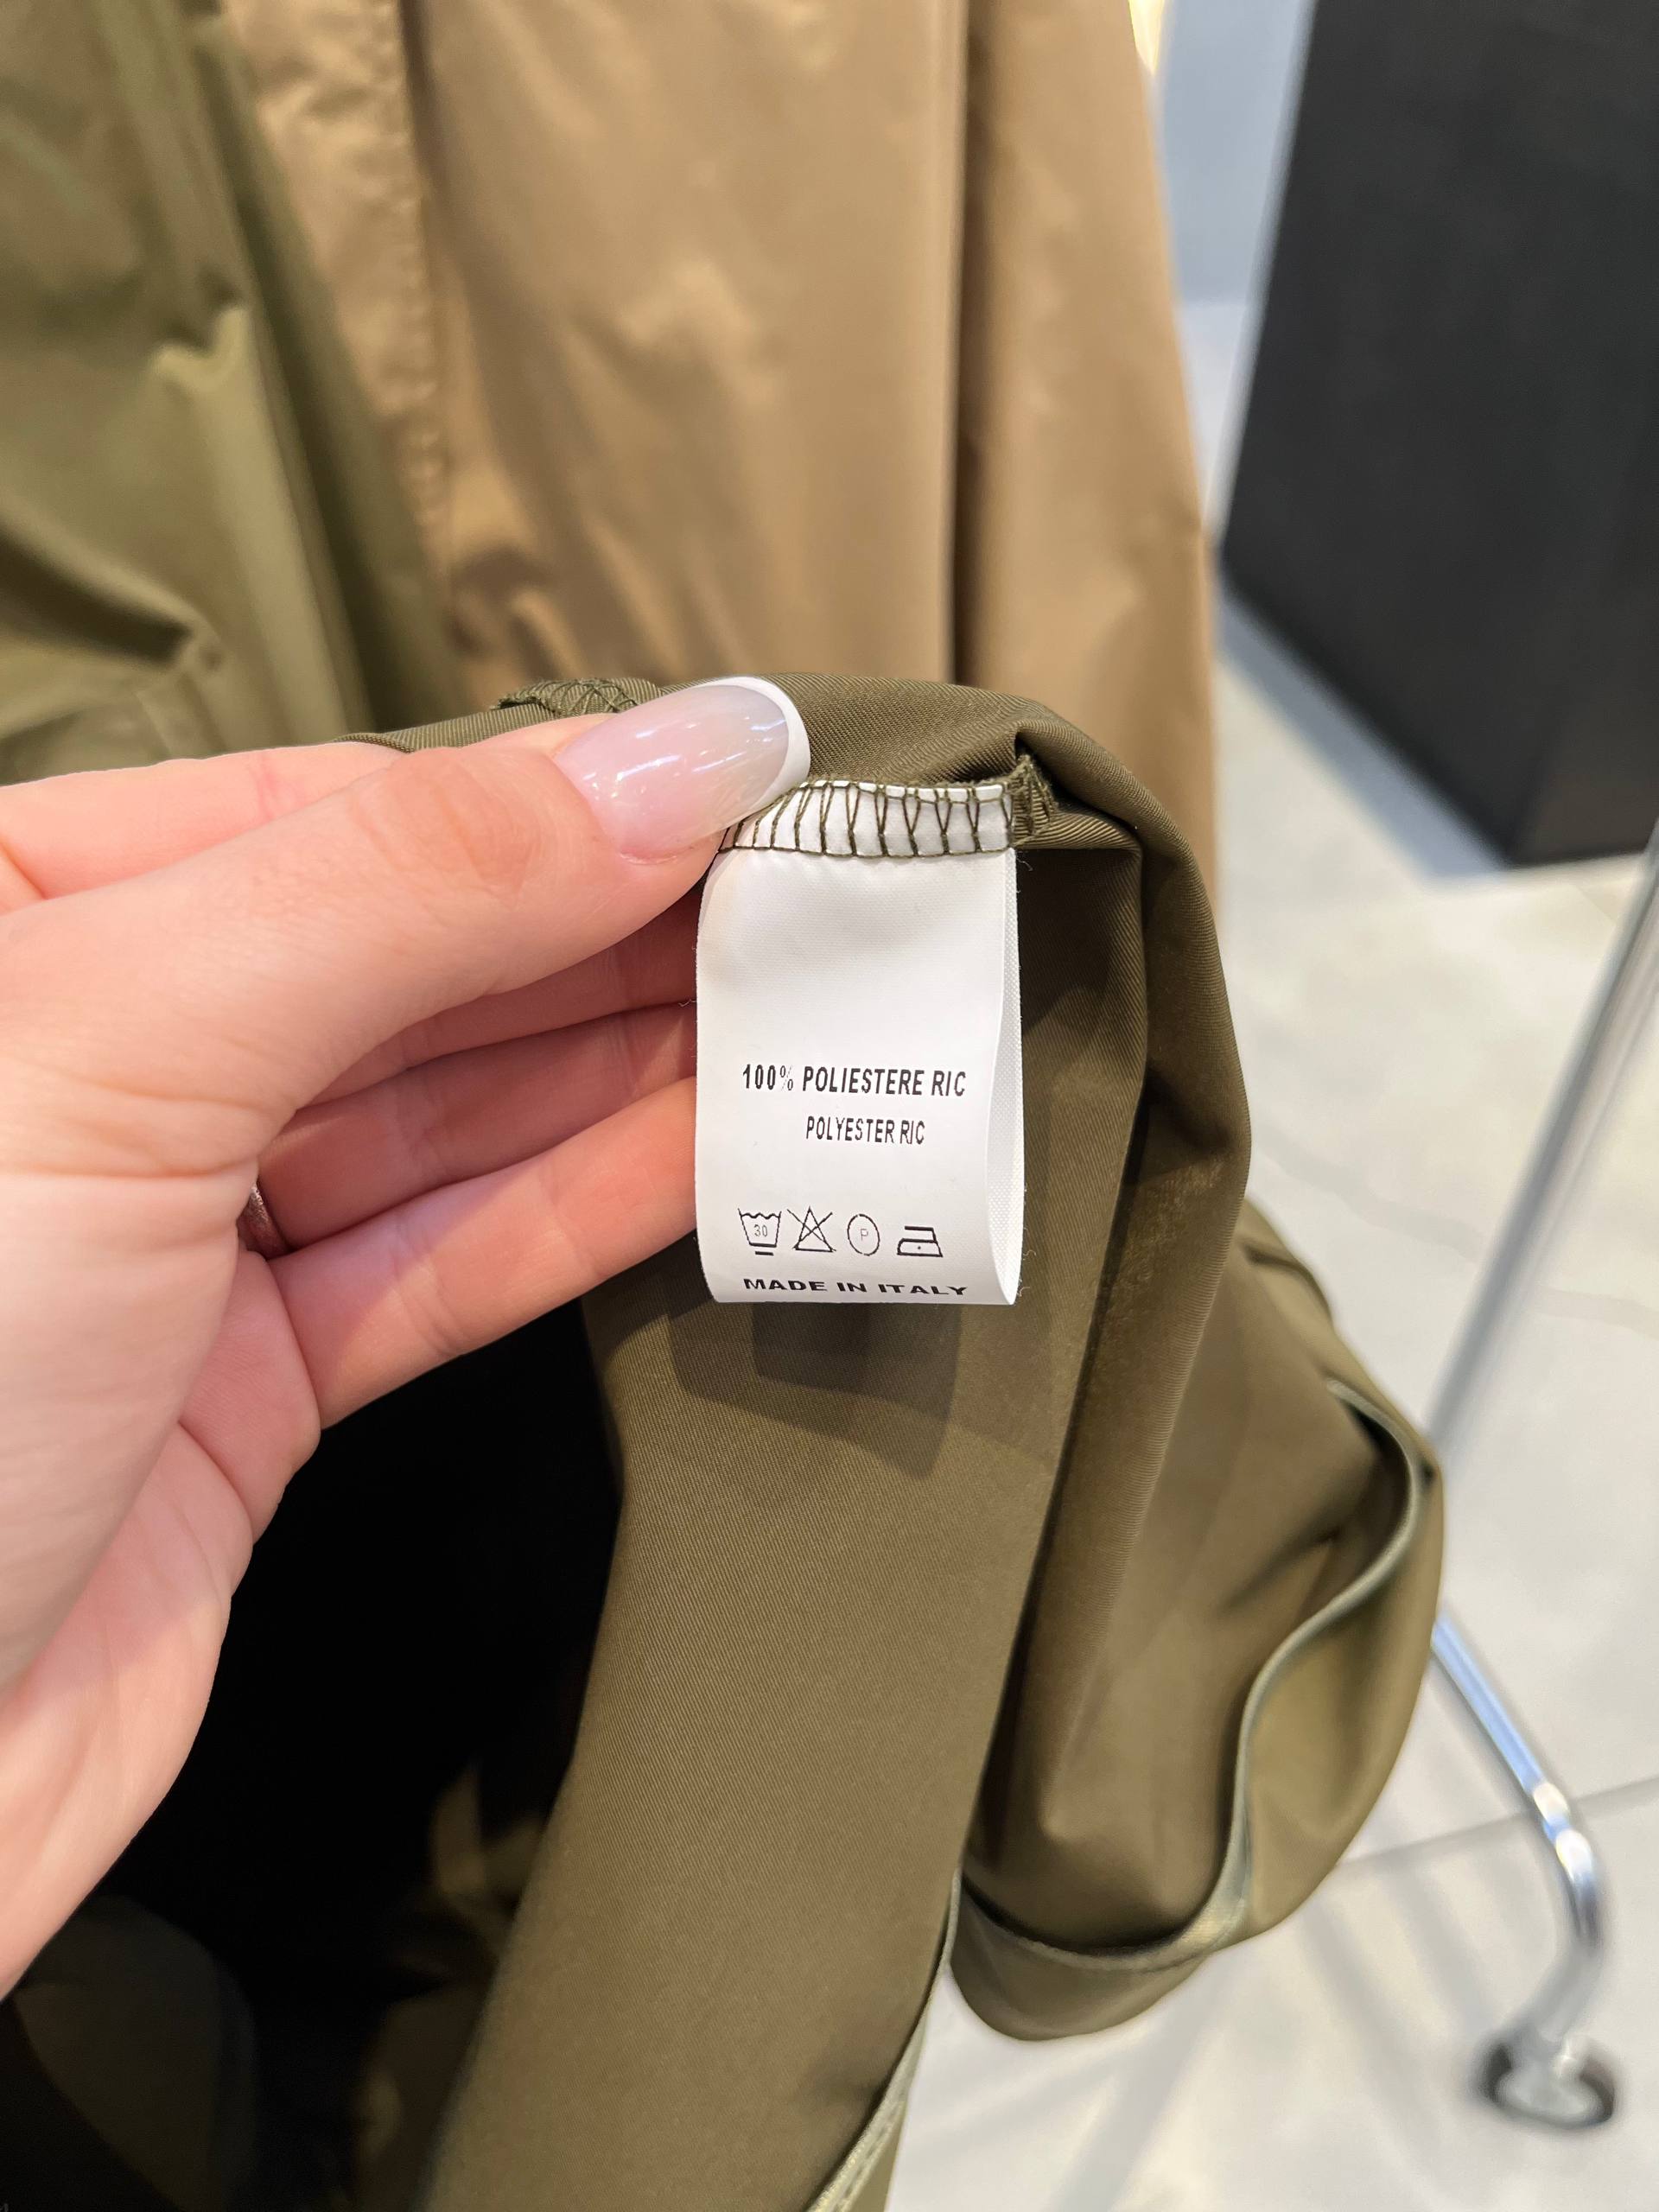 100% POLIESTERE RIC
POLYESTER RIC
30 P
MADE IN ITALY